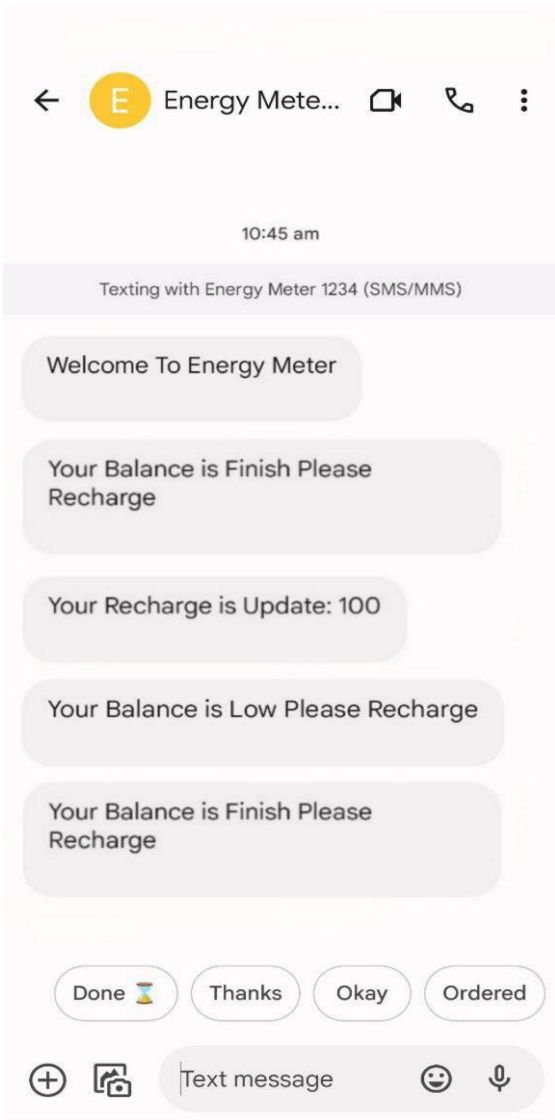 E
Energy Mete...
10:45 am
Texting with Energy Meter 1234 (SMS/MMS)
Welcome To Energy Meter
Your Balance is Finish Please
Recharge
Your Recharge is Update: 100
Your Balance is Low Please Recharge
Your Balance is Finish Please
Recharge
Done ⌛ Thanks Okay Ordered
Text message